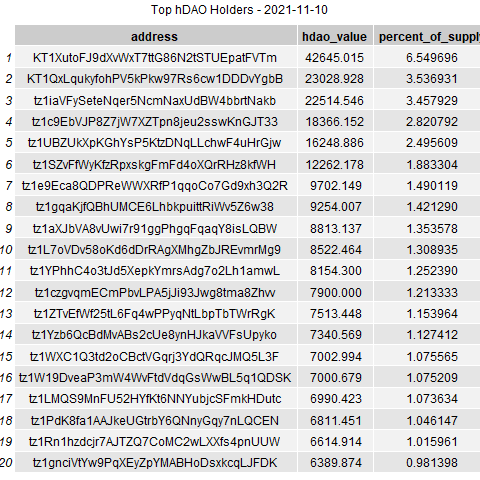 Top hDAO Holders - 2021-11-10
address hdao_value percent_of_supply
1 KT1XutoFJ9dXvWxT7ttG86N2tSTUEpatFVTm 42645.015 6.549696
2 KT1QxLqukyfohPV5kPkw97Rs6cw1DDDvYgbB 23028.928 3.536931
3 tz1iaVFySeteNqer5NcmNaxUdBW4bbrtNakb 22514.546 3.457929
4 tz1c9EbVJP8Z7jW7XZTpn8jeu2sswKnGJT33 18366.152 2.820792
5 tz1UBZUkXpKGhYsP5KtzDNqLLchwF4uHrGjw 16248.886 2.495609
6 tz1SZvFfWyKfzRpxskgFmFd4oXQrRHz8kfWH 12262.178 1.883304
7 tz1e9Eca8QDPReWWXRfP1qqoCo7Gd9xh3Q2R 9702.149 1.490119
8 tz1gqaKjfQBhUMCE6LhbkpuittRiWv5Z6w38 9254.007 1.421290
9 tz1aXJbVA8vUwi7r91ggPhgqFqaqY8isLBSW 8813.137 1.353578
10 tz1L7oVDv58oKd6dDrRAgXMhgZbJREvmrMg9 8522.464 1.308935
11 tz1YPhhC4o3tJd5XepkYmrsAdg7o2Lh1amwL 8154.300 1.252390
12 tz1czgvqmECmPbvLPA5jJi93Jwg8tma8Zhvv 7900.000 1.213333
13 tz1ZTvEfWf25tL6Fq4wPPyqNtLbpTbTWrRgK 7513.448 1.153964
14 tz1Yzb6QcBdMvABs2cUe8ynHJkaVVFsUpyko 7340.569 1.127412
15 tz1WXC1Q3td2oCBctVGqrj3YdQRqcJMQ5L3F 7002.994 1.075565
16 tz1W19DveaP3mW4WvFtdVdqGsWwBL5q1QDSK 7000.679 1.075209
17 tz1LMQS9MnFU52HYfKt6NNYubjcSFmkHDutc 6990.423 1.073634
18 tz1PdK8fa1AAJkeUGtrbY6QNnyGqy7nLQCEN 6811.451 1.046147
19 tz1Rn1hzdcjr7AJTZQ7CoMC2wLXXfs4pnUUW 6614.914 1.015961
20 tz1gnciVtYw9PqXEyZpYMABHoDsxkcqLJFDK 6389.874 0.981398